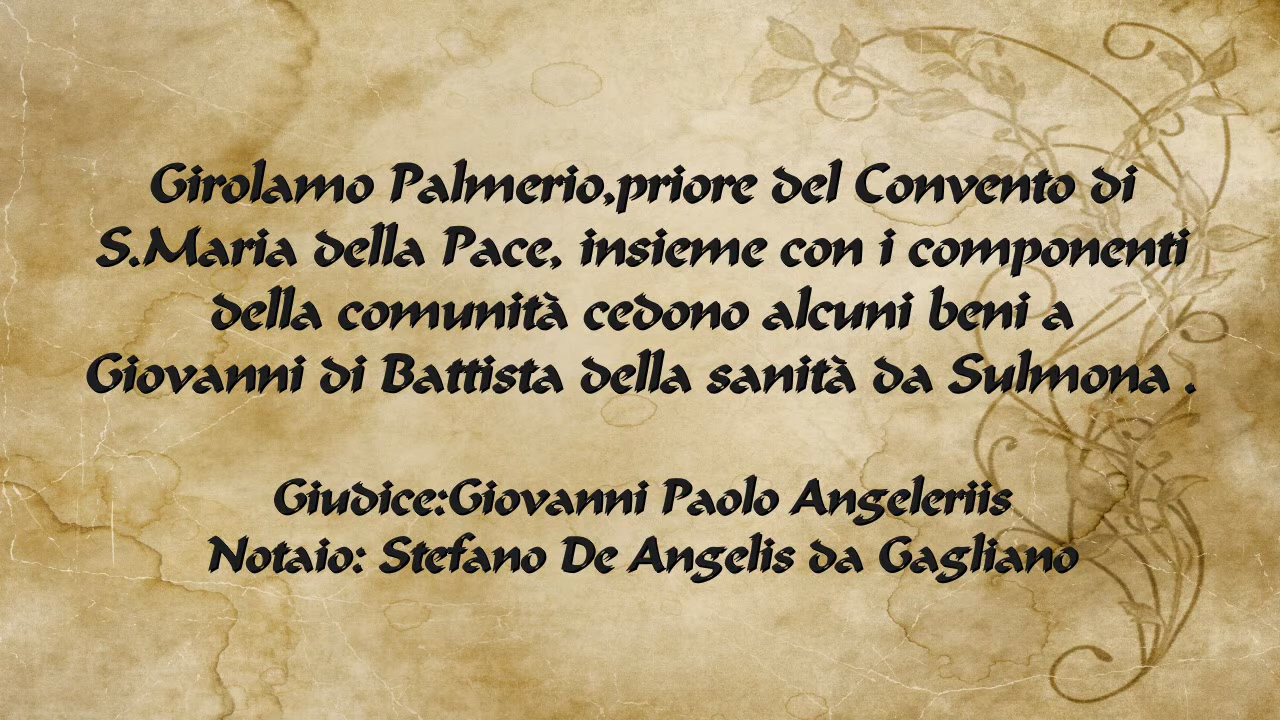 Girolamo Palmerio,priore del Convento di
S.Maria della Pace, insieme con i componenti
della comunità cedono alcuni beni a
Giovanni di Battista della sanità da Sulmona .
Giudice:Giovanni Paolo Angeleriis
Notaio: Stefano De Angelis da Gagliano